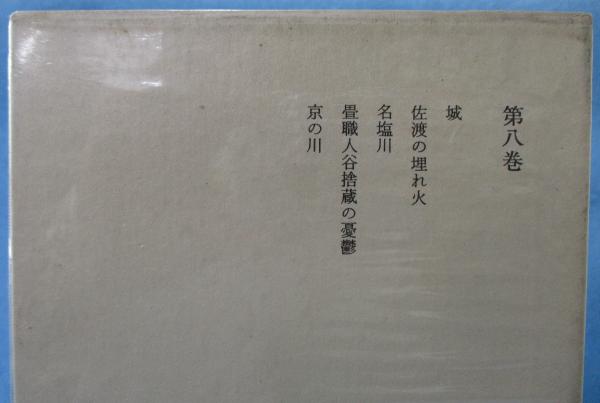 第八巻
城
佐渡の埋れ火
名塩川
畳職人谷捨蔵の憂鬱
京の川